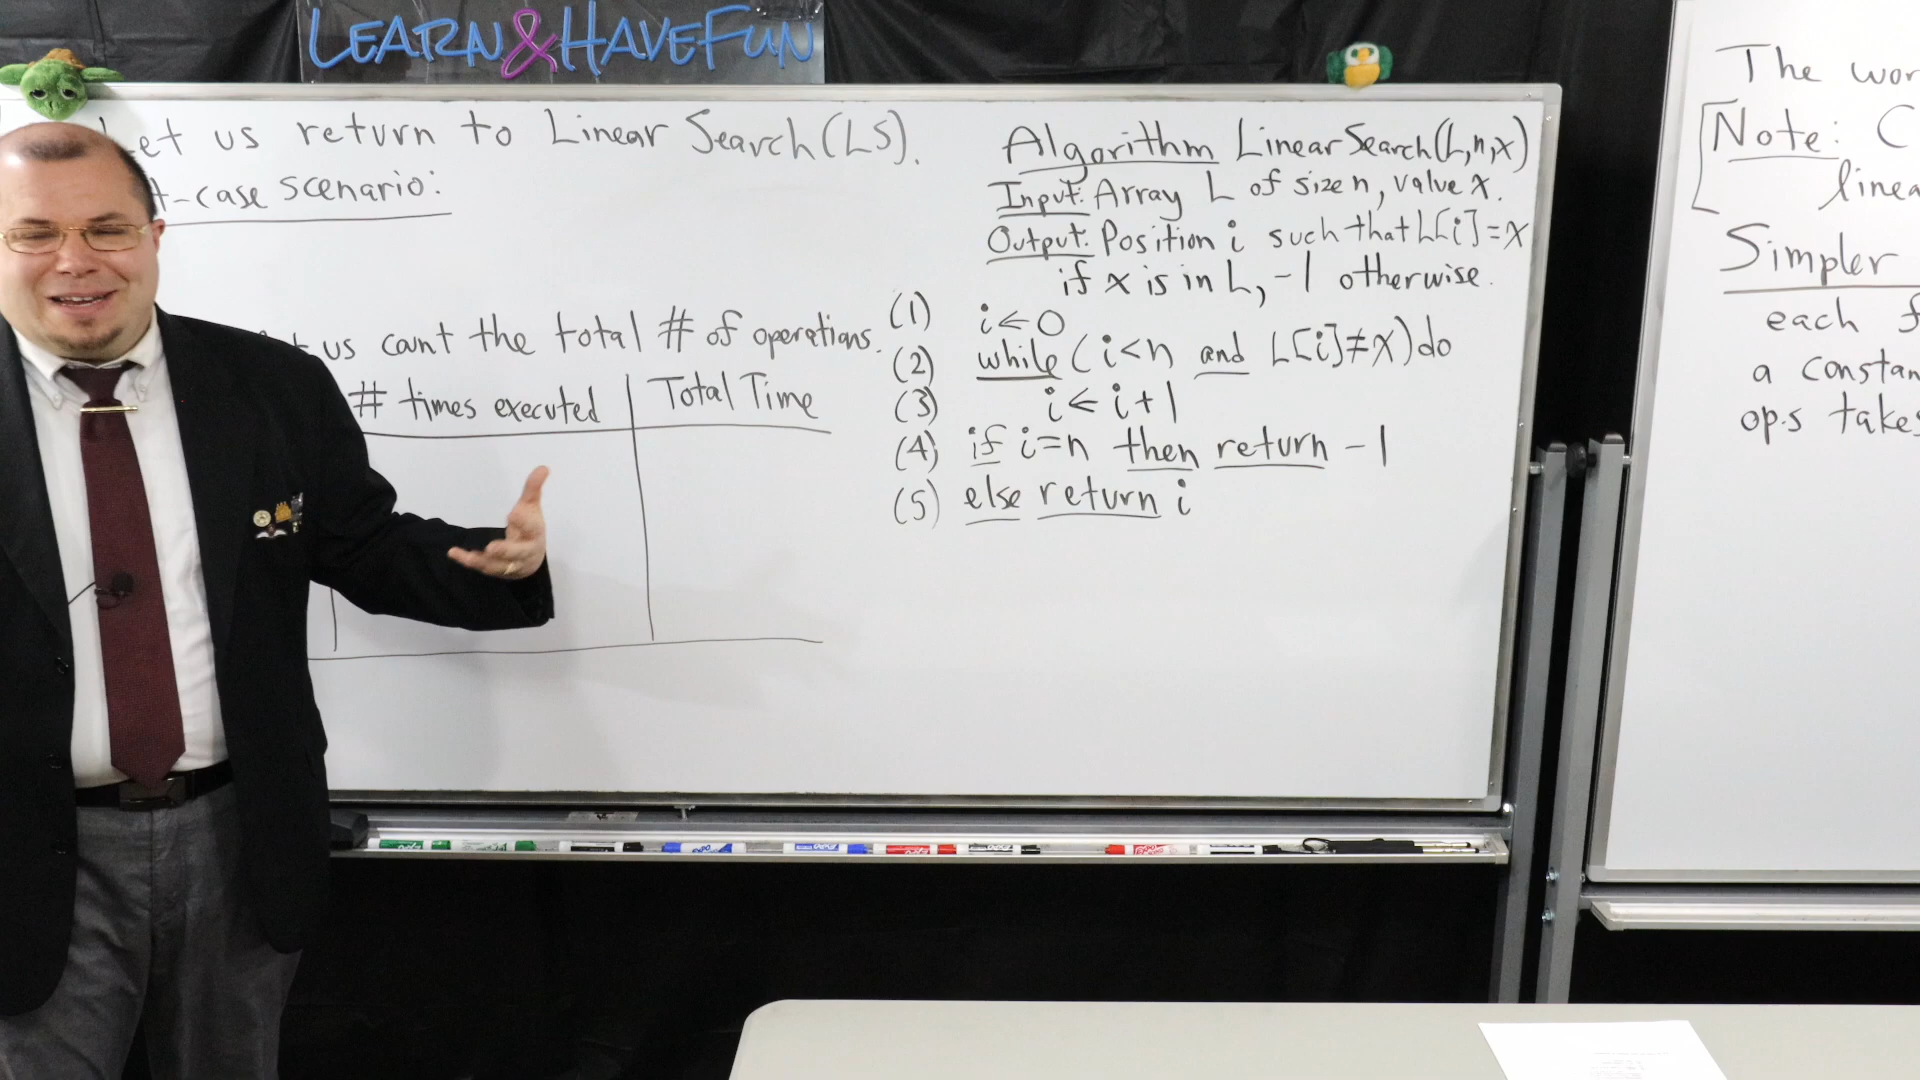 LEARN&HAVEFUN
Let us return to Linear Search(LS).
t-case scenario:
us count the total # of operations.
# times executed | Total Time
Algorithm LinearSearch(L,n,x)
Input: Array L of size n, value x.
Output: Position i such that L[i]=x
if x is in L, -1 otherwise.
(1) i←0
(2) while (i<n and L[i]≠x) do
(3) i←i+1
(4) if i=n then return -1
(5) else return i
The wor
Note: C
linea
Simpler
each f
a constan
ops takes